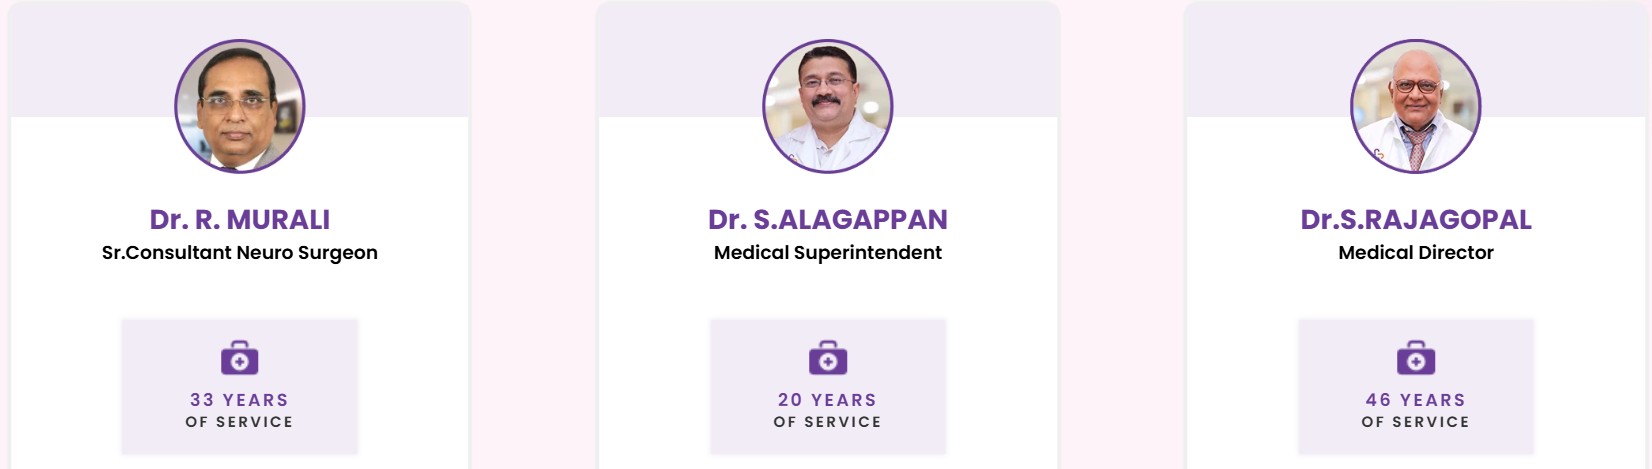 Dr. R. MURALI
Sr.Consultant Neuro Surgeon
33 YEARS
OF SERVICE
Dr. S.ALAGAPPAN
Medical Superintendent
20 YEARS
OF SERVICE
Dr.S.RAJAGOPAL
Medical Director
46 YEARS
OF SERVICE